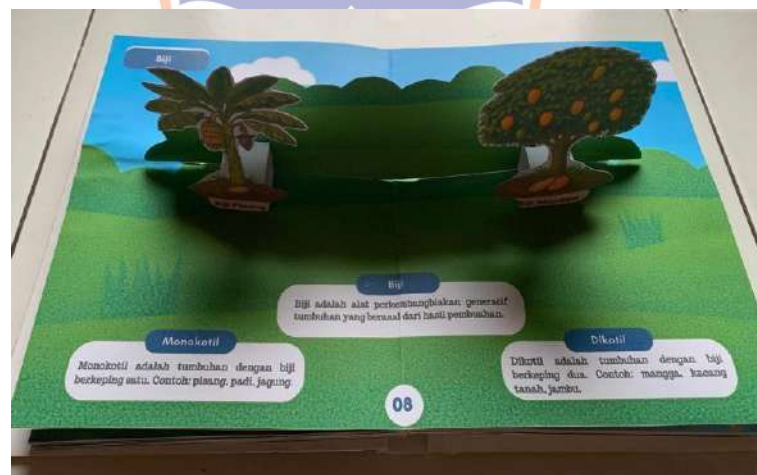 Biji
Biji Pisang
Biji
Biji adalah alat perkembangbiakan generatif
tumbuhan yang berasal dari hasil pembuahan.
Monokotil
Monokotil adalah tumbuhan dengan biji
berkeping satu. Contoh: pisang, padi, jagung.
Dikotil
Dikotil adalah tumbuhan dengan biji
berkeping dua. Contoh: mangga, kacang
tanah, jambu.
08